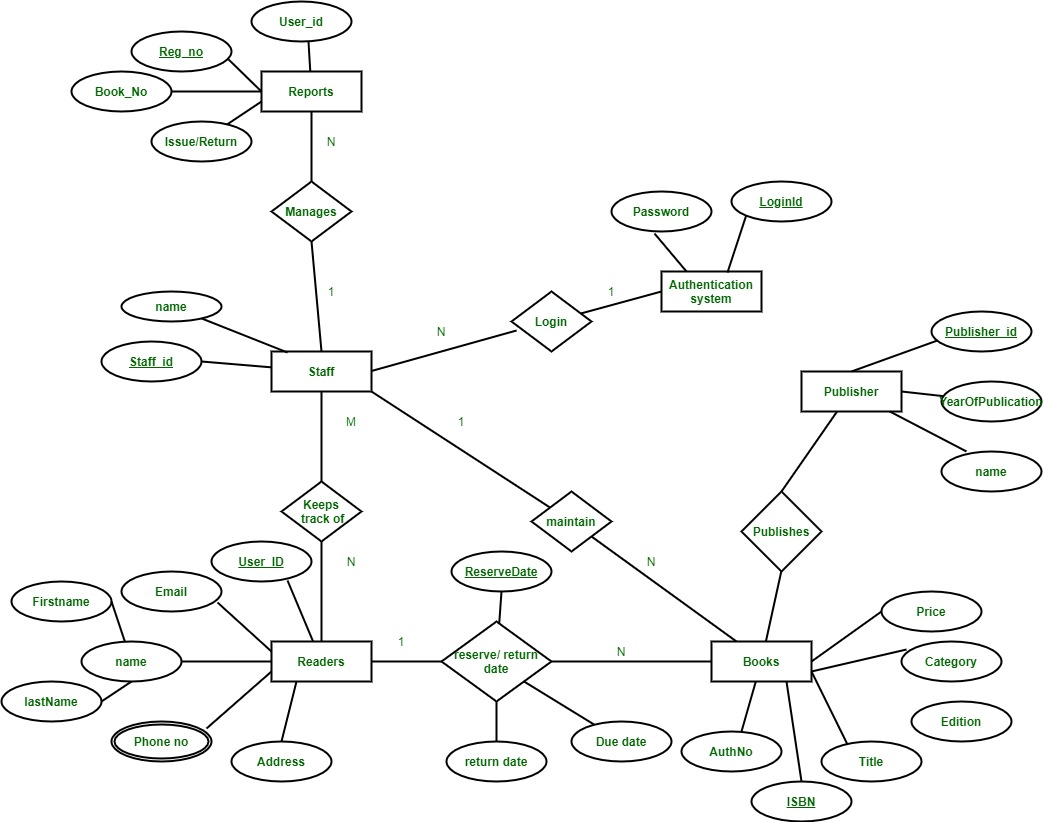 User_id
Reg_no
Book_No
Reports
Issue/Return
N
Manages
Password
LoginId
Authentication
system
1
1
name
Login
N
Staff_id
Staff
Publisher_id
Publisher
YearOfPublication
name
M
1
Keeps
track of
maintain
Publishes
User_ID
N
N
ReserveDate
Email
Firstname
Price
1
N
name
Readers
reserve/ return
date
Books
Category
lastName
Edition
Phone no
Address
return date
Due date
AuthNo
Title
ISBN